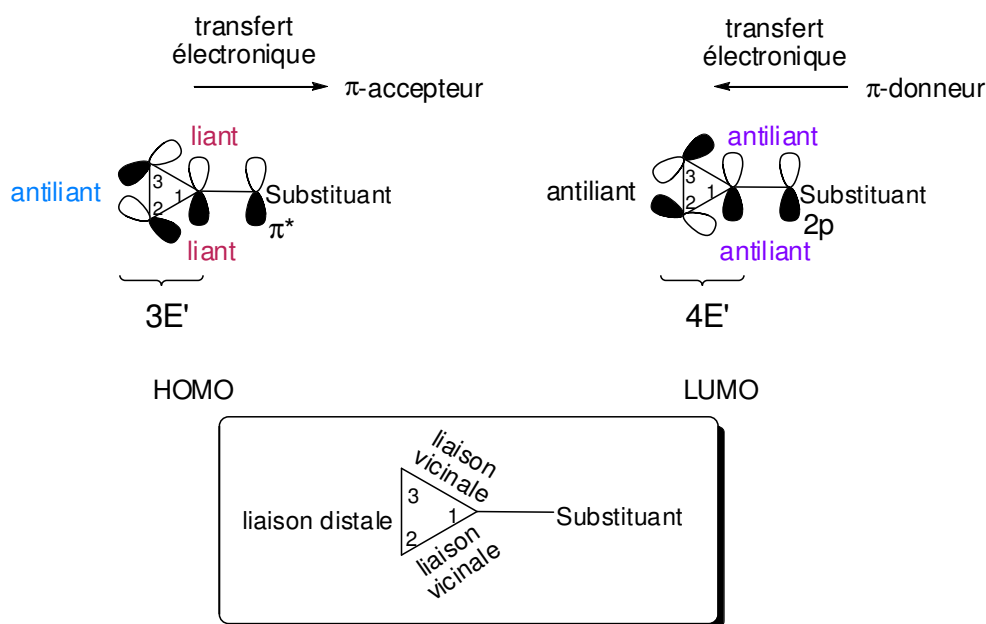 transfert
électronique
π-accepteur
liant
antiliant
3
1
2
Substituant
π*
liant
3E'
HOMO
transfert
électronique
π-donneur
antiliant
antiliant
3
1
2
Substituant
2p
antiliant
4E'
LUMO
liaison
vicinale
liaison distale
3
1
2
Substituant
liaison
vicinale